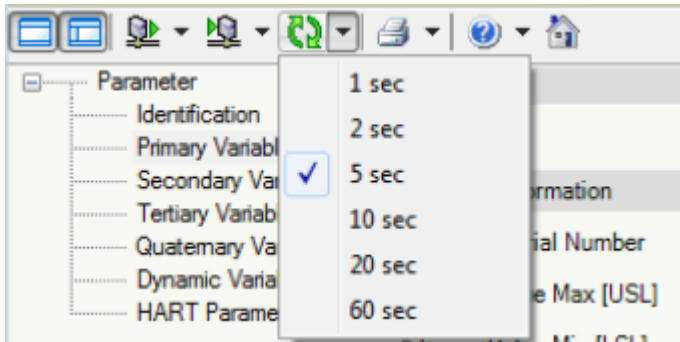 Parameter
Identification
Primary Variabl
Secondary Var
Tertiary Variabl
Quaternary Va
Dynamic Varia
HART Parame
1 sec
2 sec
5 sec
10 sec
20 sec
60 sec
ormation
ial Number
e Max [USL]